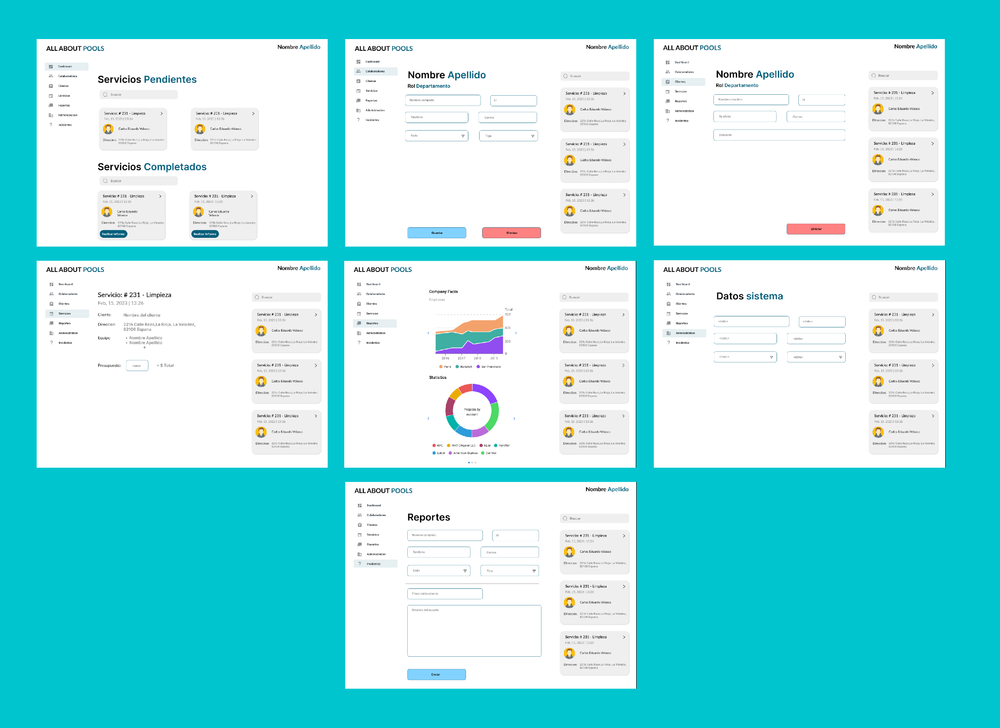 ALL ABOUT POOLS
Nombre Apellido
Dashboard
Colaboradores
Clientes
Servicios
Reportes
Administration
Incidentes
Servicios Pendientes
Buscar
Servicio: # 231 - Limpieza
Feb, 15, 2023 | 13:26
Carlos Eduardo Velasco
Direccion: 221b Calle Razo,La Rioja, La Valadez,
82106 Espana
Servicio: # 231 - Limpieza
Feb, 15, 2023 | 13:26
Carlos Eduardo Velasco
Direccion: 221b Calle Razo,La Rioja, La Valadez,
82106 Espana
Servicios Completados
Buscar
Servicio: # 231 - Limpieza
Feb, 15, 2023 | 13:26
Carlos Eduardo
Velasco
Direccion: 221b Calle Razo,La Rioja, La Valadez,
82106 Espana
Realizar informe
Servicio: # 231 - Limpieza
Feb, 15, 2023 | 13:26
Carlos Eduardo
Velasco
Direccion: 221b Calle Razo,La Rioja, La Valadez,
82106 Espana
Realizar informe
ALL ABOUT POOLS
Nombre Apellido
Dashboard
Colaboradores
Clientes
Servicios
Reportes
Administration
Incidentes
Nombre Apellido
Rol Departamento
Nombre completo
id
Telefono
Correo
Sede
Tipo
Guardar
Eliminar
Buscar
Servicio: # 231 - Limpieza
Feb, 15, 2023 | 13:26
Carlos Eduardo Velasco
Direccion: 221b Calle Razo,La Rioja, La Valadez,
82106 Espana
Servicio: # 231 - Limpieza
Feb, 15, 2023 | 13:26
Carlos Eduardo Velasco
Direccion: 221b Calle Razo,La Rioja, La Valadez,
82106 Espana
Servicio: # 231 - Limpieza
Feb, 15, 2023 | 13:26
Carlos Eduardo Velasco
Direccion: 221b Calle Razo,La Rioja, La Valadez,
82106 Espana
ALL ABOUT POOLS
Nombre Apellido
Dashboard
Colaboradores
Clientes
Servicios
Reportes
Administration
Incidentes
Nombre Apellido
Rol Departamento
Nombre completo
id
Telefono
Correo
Direccion
Eliminar
Buscar
Servicio: # 231 - Limpieza
Feb, 15, 2023 | 13:26
Carlos Eduardo Velasco
Direccion: 221b Calle Razo,La Rioja, La Valadez,
82106 Espana
Servicio: # 231 - Limpieza
Feb, 15, 2023 | 13:26
Carlos Eduardo Velasco
Direccion: 221b Calle Razo,La Rioja, La Valadez,
82106 Espana
Servicio: # 231 - Limpieza
Feb, 15, 2023 | 13:26
Carlos Eduardo Velasco
Direccion: 221b Calle Razo,La Rioja, La Valadez,
82106 Espana
ALL ABOUT POOLS
Nombre Apellido
Dashboard
Colaboradores
Clientes
Servicios
Reportes
Administration
Incidentes
Servicio: # 231 - Limpieza
Feb, 15, 2023 | 13:26
Cliente: Nombre del cliente
Direccion: 221b Calle Razo,La Rioja, La Valadez,
82106 Espana
Equipo • Nombre Apellido
• Nombre Apellido
+
Presupuesto: Horas = $ Total
Buscar
Servicio: # 231 - Limpieza
Feb, 15, 2023 | 13:26
Carlos Eduardo Velasco
Direccion: 221b Calle Razo,La Rioja, La Valadez,
82106 Espana
Servicio: # 231 - Limpieza
Feb, 15, 2023 | 13:26
Carlos Eduardo Velasco
Direccion: 221b Calle Razo,La Rioja, La Valadez,
82106 Espana
Servicio: # 231 - Limpieza
Feb, 15, 2023 | 13:26
Carlos Eduardo Velasco
Direccion: 221b Calle Razo,La Rioja, La Valadez,
82106 Espana
ALL ABOUT POOLS
Nombre Apellido
Dashboard
Colaboradores
Clientes
Servicios
Reportes
Administration
Incidentes
Company Facts
Employees
Total
707
400
200
0
2016 2017 2018 2019
Paris Bangkok San Francisco
Statistics
Projects by
account
KFC FIAT-Chrysler LLC KLM Aeroflot
Lukoil American Express Daimler
Buscar
Servicio: # 231 - Limpieza
Feb, 15, 2023 | 13:26
Carlos Eduardo Velasco
Direccion: 221b Calle Razo,La Rioja, La Valadez,
82106 Espana
Servicio: # 231 - Limpieza
Feb, 15, 2023 | 13:26
Carlos Eduardo Velasco
Direccion: 221b Calle Razo,La Rioja, La Valadez,
82106 Espana
Servicio: # 231 - Limpieza
Feb, 15, 2023 | 13:26
Carlos Eduardo Velasco
Direccion: 221b Calle Razo,La Rioja, La Valadez,
82106 Espana
ALL ABOUT POOLS
Nombre Apellido
Dashboard
Colaboradores
Clientes
Servicios
Reportes
Administration
Incidentes
Datos sistema
<dato>
<dato>
<dato>
<dato>
<dato>
<dato>
Buscar
Servicio: # 231 - Limpieza
Feb, 15, 2023 | 13:26
Carlos Eduardo Velasco
Direccion: 221b Calle Razo,La Rioja, La Valadez,
82106 Espana
Servicio: # 231 - Limpieza
Feb, 15, 2023 | 13:26
Carlos Eduardo Velasco
Direccion: 221b Calle Razo,La Rioja, La Valadez,
82106 Espana
Servicio: # 231 - Limpieza
Feb, 15, 2023 | 13:26
Carlos Eduardo Velasco
Direccion: 221b Calle Razo,La Rioja, La Valadez,
82106 Espana
ALL ABOUT POOLS
Nombre Apellido
Dashboard
Colaboradores
Clientes
Servicios
Reportes
Administration
Incidentes
Reportes
Nombre completo
id
Telefono
Correo
Sede
Tipo
Titulo del incidente
Detalles del reporte
Enviar
Buscar
Servicio: # 231 - Limpieza
Feb, 15, 2023 | 13:26
Carlos Eduardo Velasco
Direccion: 221b Calle Razo,La Rioja, La Valadez,
82106 Espana
Servicio: # 231 - Limpieza
Feb, 15, 2023 | 13:26
Carlos Eduardo Velasco
Direccion: 221b Calle Razo,La Rioja, La Valadez,
82106 Espana
Servicio: # 231 - Limpieza
Feb, 15, 2023 | 13:26
Carlos Eduardo Velasco
Direccion: 221b Calle Razo,La Rioja, La Valadez,
82106 Espana